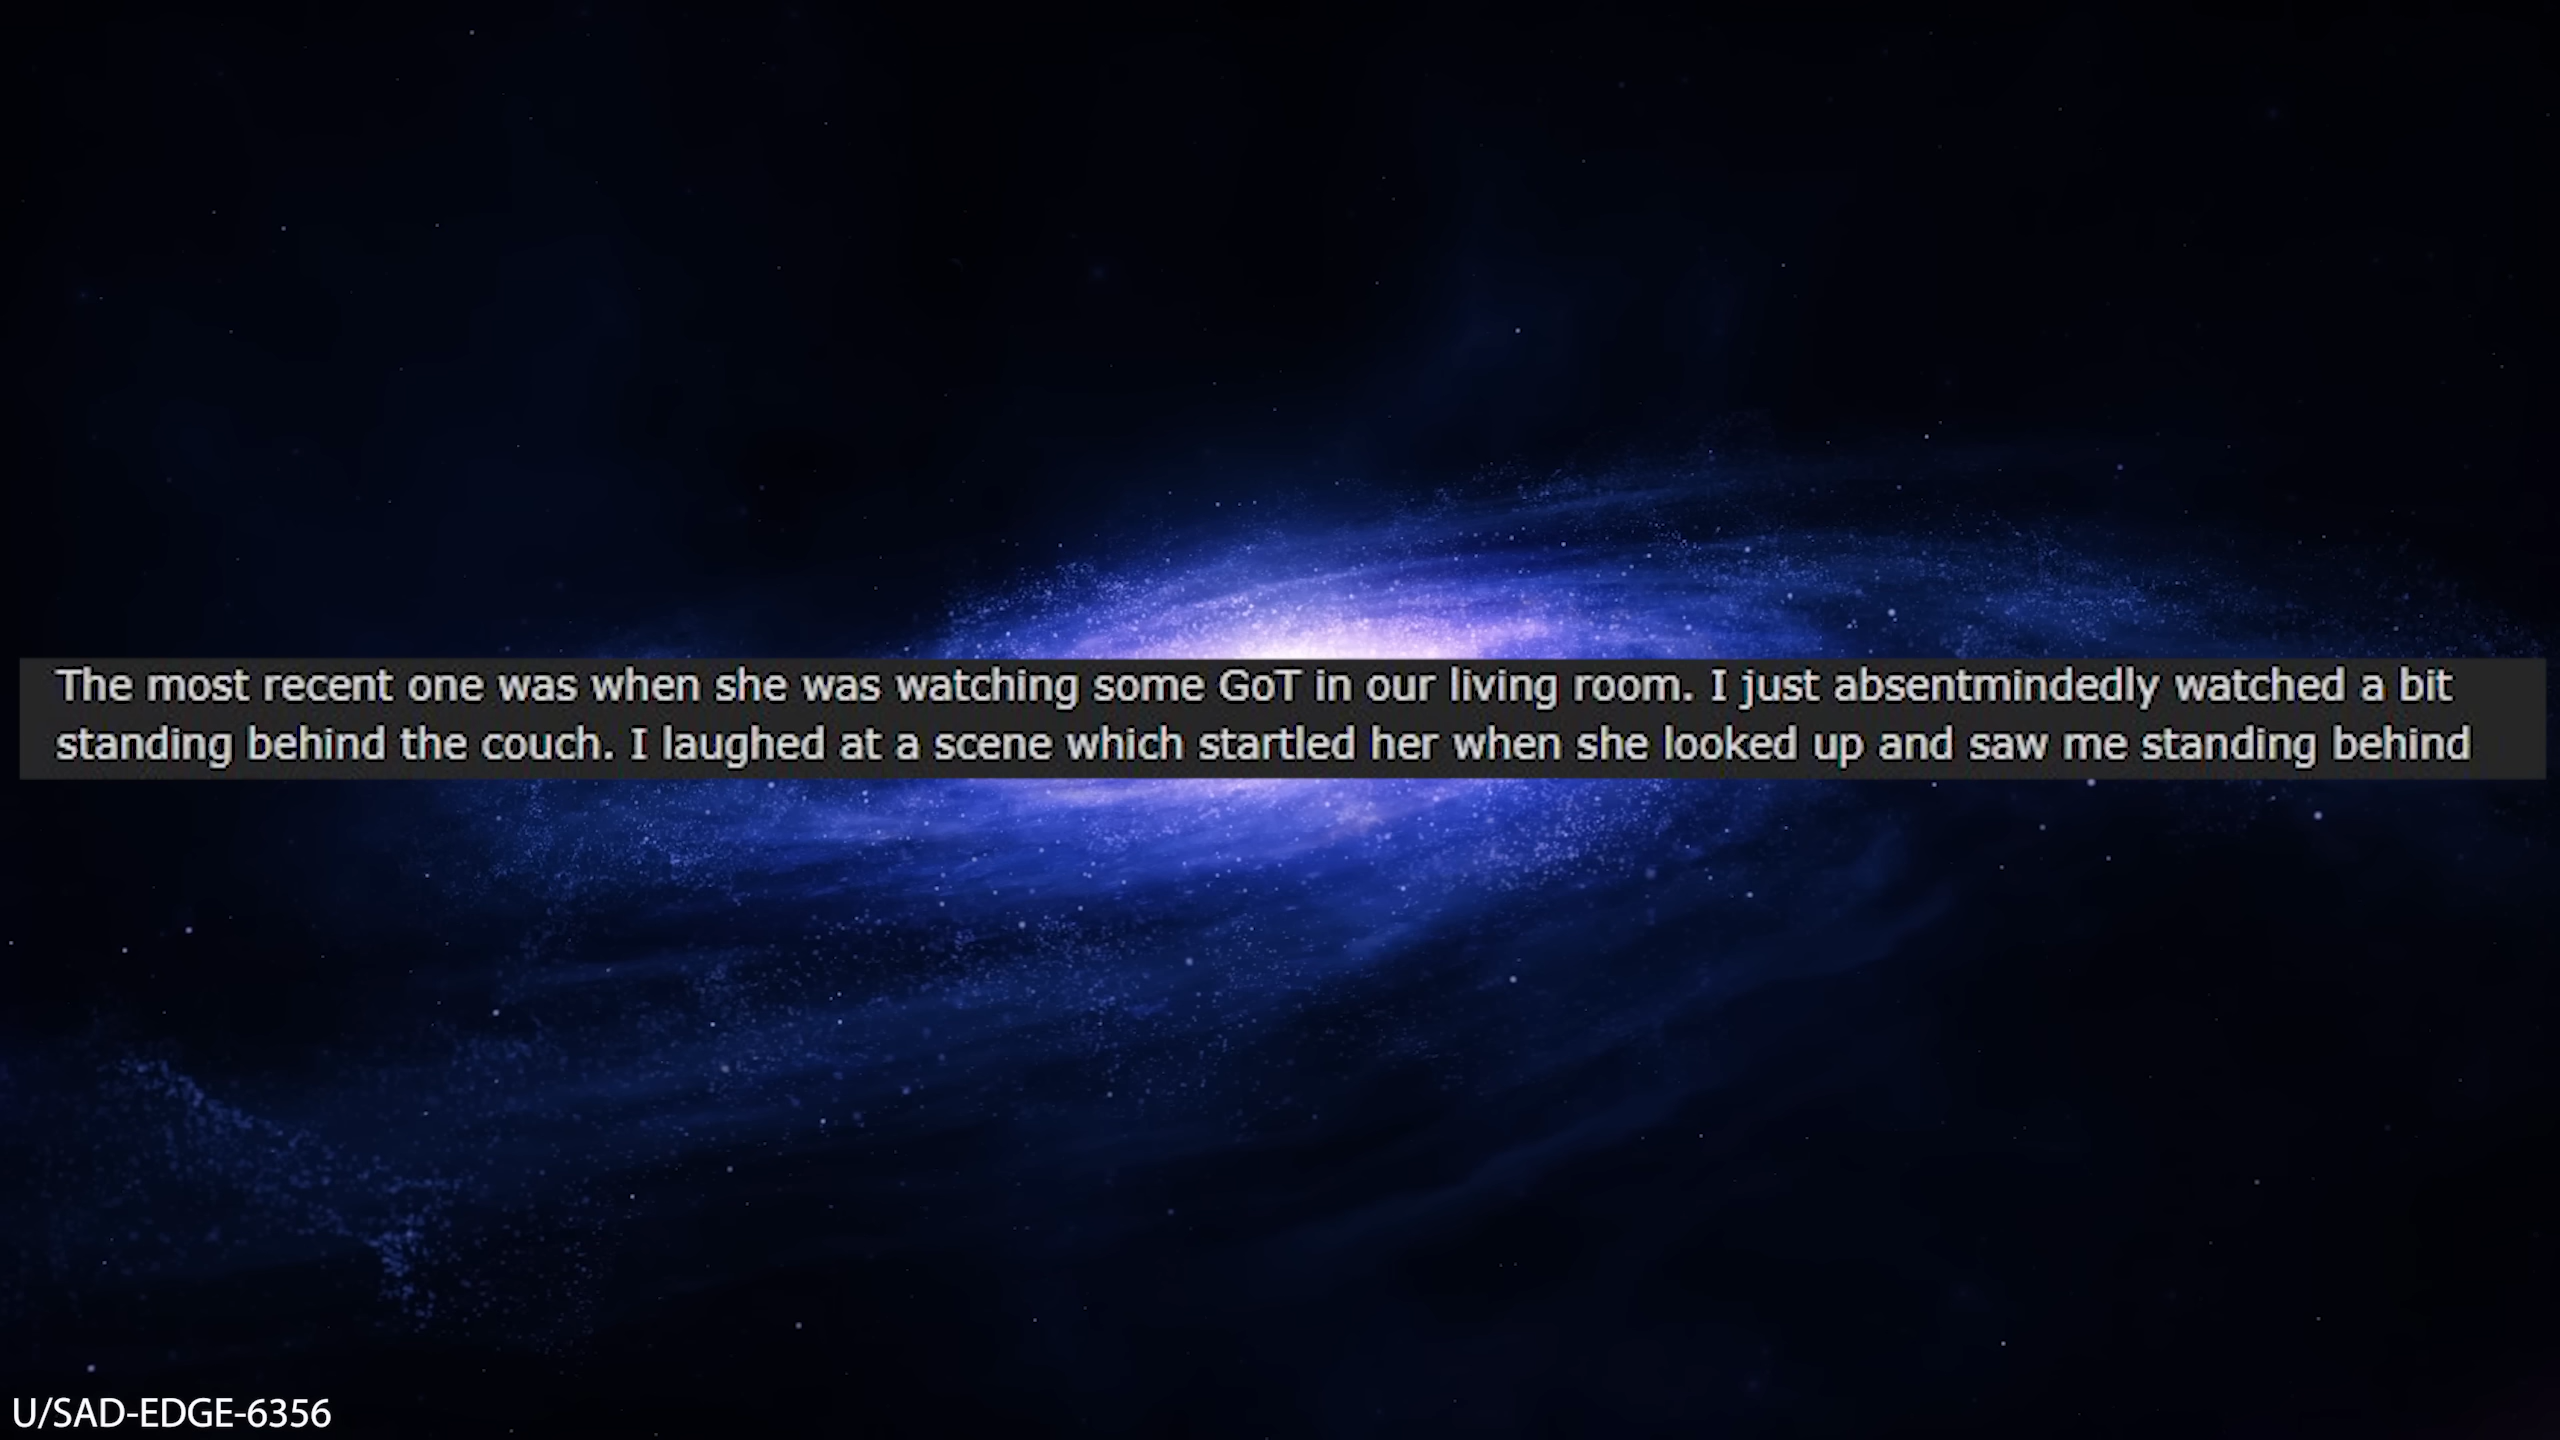 The most recent one was when she was watching some GoT in our living room. I just absentmindedly watched a bit
standing behind the couch. I laughed at a scene which startled her when she looked up and saw me standing behind
U/SAD-EDGE-6356